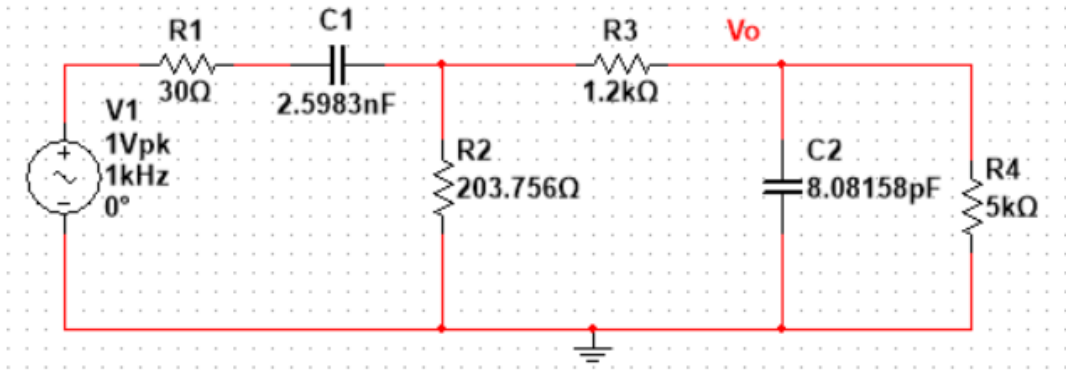 R1
30Ω
C1
2.5983nF
R3
1.2kΩ
Vo
V1
1Vpk
1kHz
0°
R2
203.756Ω
C2
8.08158pF
R4
5kΩ